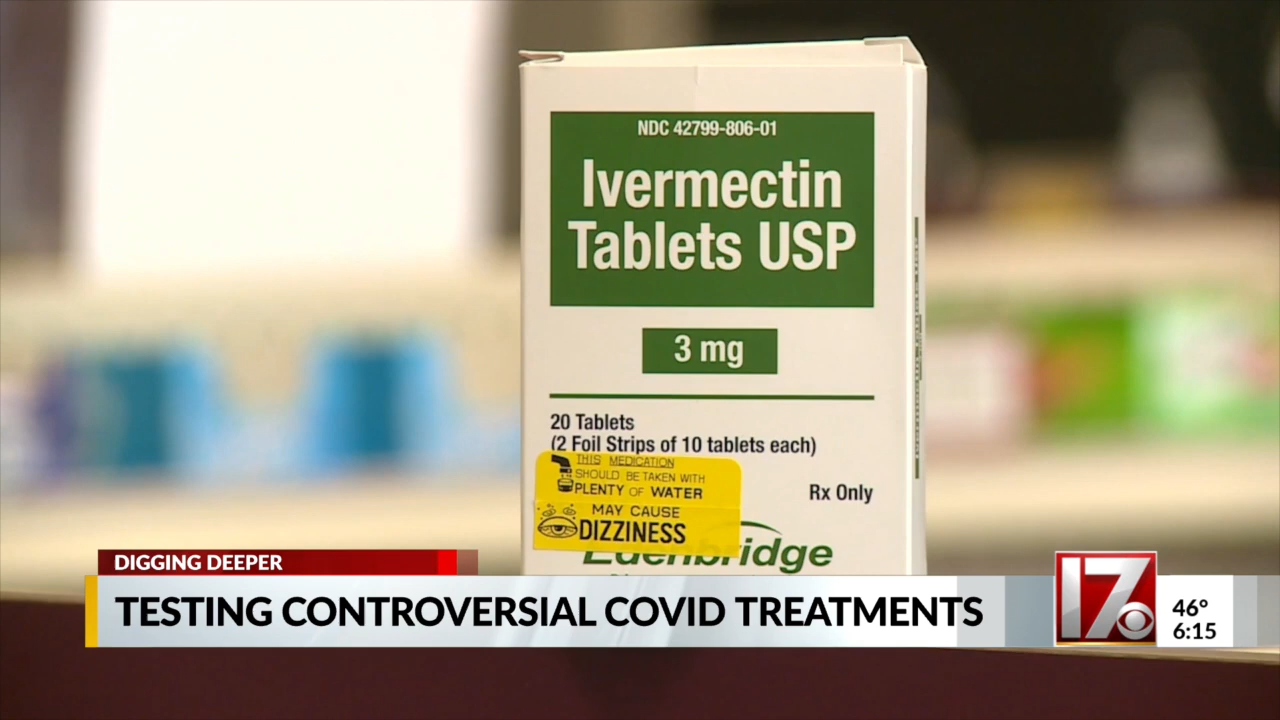 NDC 42799-806-01
Ivermectin
Tablets USP
3 mg
20 Tablets
(2 Foil Strips of 10 tablets each)
THIS MEDICATION
SHOULD BE TAKEN WITH
PLENTY OF WATER
Rx Only
MAY CAUSE
DIZZINESS
Edenbridge
DIGGING DEEPER
TESTING CONTROVERSIAL COVID TREATMENTS
17
46°
6:15